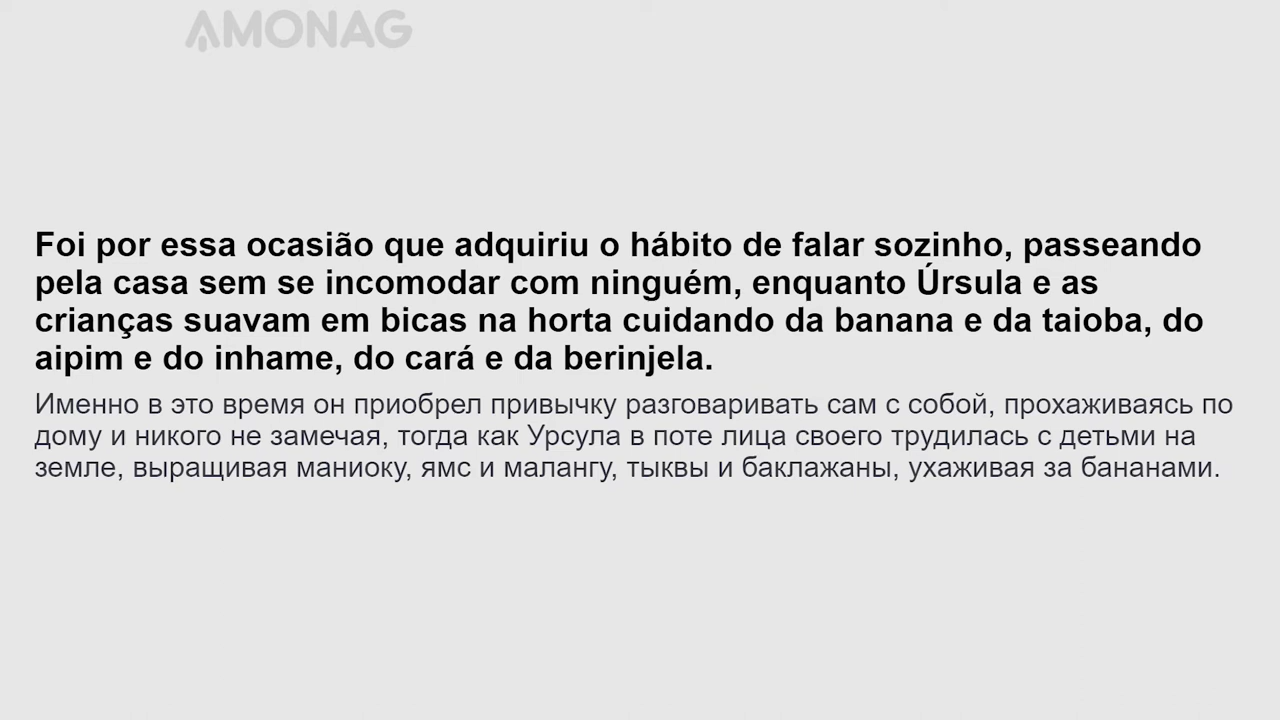 AMONAG
Foi por essa ocasião que adquiriu o hábito de falar sozinho, passeando
pela casa sem se incomodar com ninguém, enquanto Úrsula e as
crianças suavam em bicas na horta cuidando da banana e da taioba, do
aipim e do inhame, do cará e da berinjela.
Именно в это время он приобрел привычку разговаривать сам с собой, прохаживаясь по
дому и никого не замечая, тогда как Урсула в поте лица своего трудилась с детьми на
земле, выращивая маниоку, ямс и малангу, тыквы и баклажаны, ухаживая за бананами.